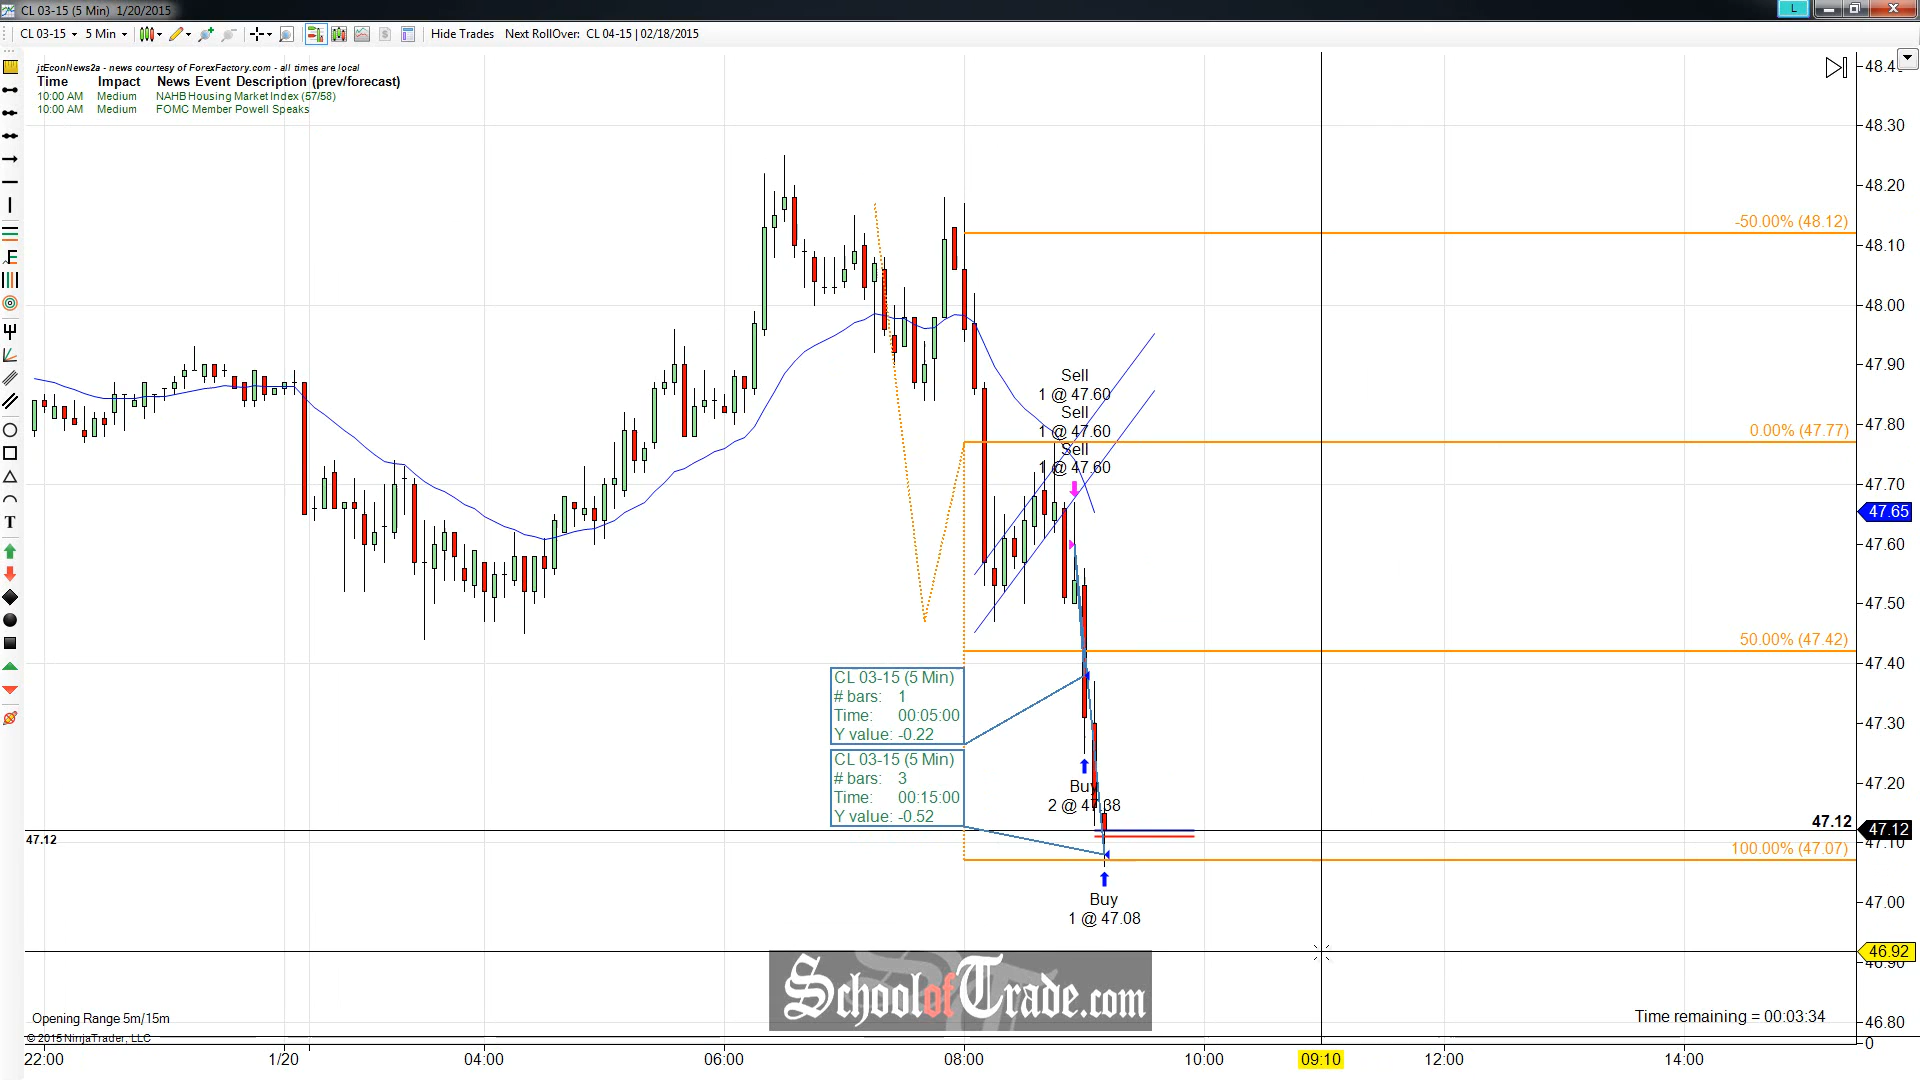 CL 03-15 (5 Min)  1/20/2015
L
CL 03-15 5 Min Hide Trades Next RollOver: CL 04-15 | 02/18/2015
jtEconNews2a - news courtesy of ForexFactory.com - all times are local
Time Impact News Event Description (prev/forecast)
10:00 AM Medium NAHB Housing Market Index (57/58)
10:00 AM Medium FOMC Member Powell Speaks
48.30
48.20
-50.00% (48.12)
48.10
48.00
47.90
Sell
1 @ 47.60
Sell
1 @ 47.60
Sell
1 @ 47.60
47.80
0.00% (47.77)
47.70
47.65
47.60
47.50
50.00% (47.42)
47.40
CL 03-15 (5 Min)
# bars: 1
Time: 00:05:00
Y value: -0.22
47.30
CL 03-15 (5 Min)
# bars: 3
Time: 00:15:00
Y value: -0.52
47.20
Buy
2 @ 47.38
47.12
47.12
47.12
47.10
100.00% (47.07)
Buy
1 @ 47.08
47.00
46.92
46.90
SchoolofTrade.com
Opening Range 5m/15m
Time remaining = 00:03:34
46.80
© 2015 NinjaTrader, LLC
0
22:00 1/20 04:00 06:00 08:00 10:00 09:10 12:00 14:00